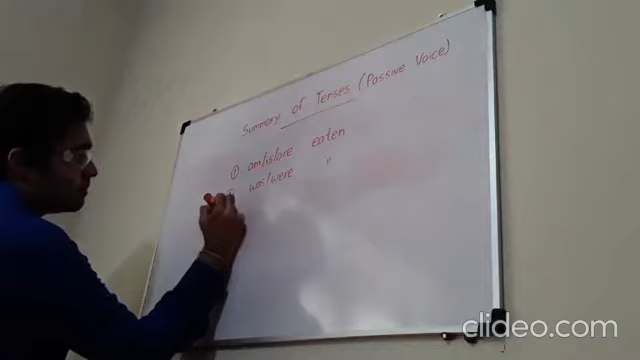 Summary of Tenses (Passive Voice)
① am/is/are eaten
was/were "
clideo.com